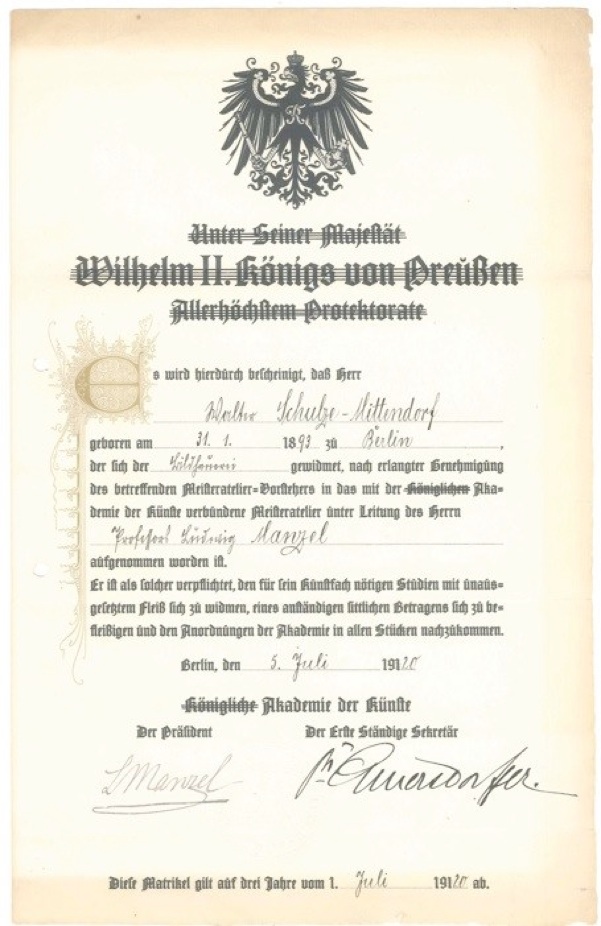 Unter Seiner Majestät
Wilhelm II. Königs von Preußen
Allerhöchstem Protektorate
Es wird hierdurch bescheinigt, daß Herr
Walter Schulze-Mittendorf
geboren am 31. 1. 1893 zu Berlin,
der sich der Bildhauerei gewidmet, nach erlangter Genehmigung
des betreffenden Meisteratelier-Vorstehers in das mit der Königlichen Aka-
demie der Künste verbundene Meisteratelier unter Leitung des Herrn
Professors Ludwig Manzel
aufgenommen worden ist.
Er ist als solcher verpflichtet, den für sein Kunstfach nötigen Studien mit unaus-
gesetztem Fleiß sich zu widmen, eines anständigen sittlichen Betragens sich zu be-
fleißigen und den Anordnungen der Akademie in allen Stücken nachzukommen.
Berlin, den 5. Juli 1920
Königliche Akademie der Künste
Der Präsident Der Erste Ständige Sekretär
L Manzel Amersdorffer.
Diese Matrikel gilt auf drei Jahre vom 1. Juli 1920 ab.